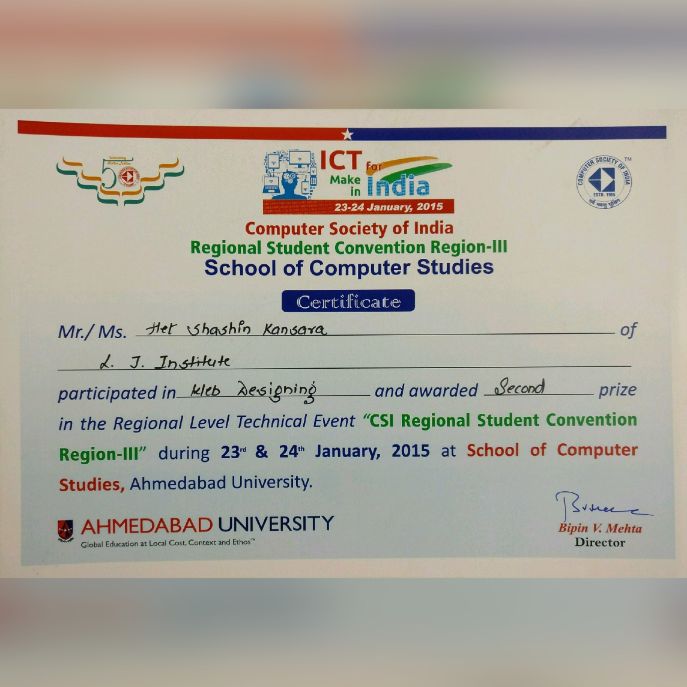 ICT For
Make
in India
23-24 January, 2015
COMPUTER SOCIETY OF INDIA
ESTD. 1965
TM
Computer Society of India
Regional Student Convention Region-III
School of Computer Studies
Certificate
Mr./ Ms. Het Shashin Kansara of
L. J. Institute
participated in Web Designing and awarded Second prize
in the Regional Level Technical Event “CSI Regional Student Convention
Region-III” during 23rd & 24th January, 2015 at School of Computer
Studies, Ahmedabad University.
AHMEDABAD UNIVERSITY
Global Education at Local Cost, Context and Ethos™
Bipin V. Mehta
Director